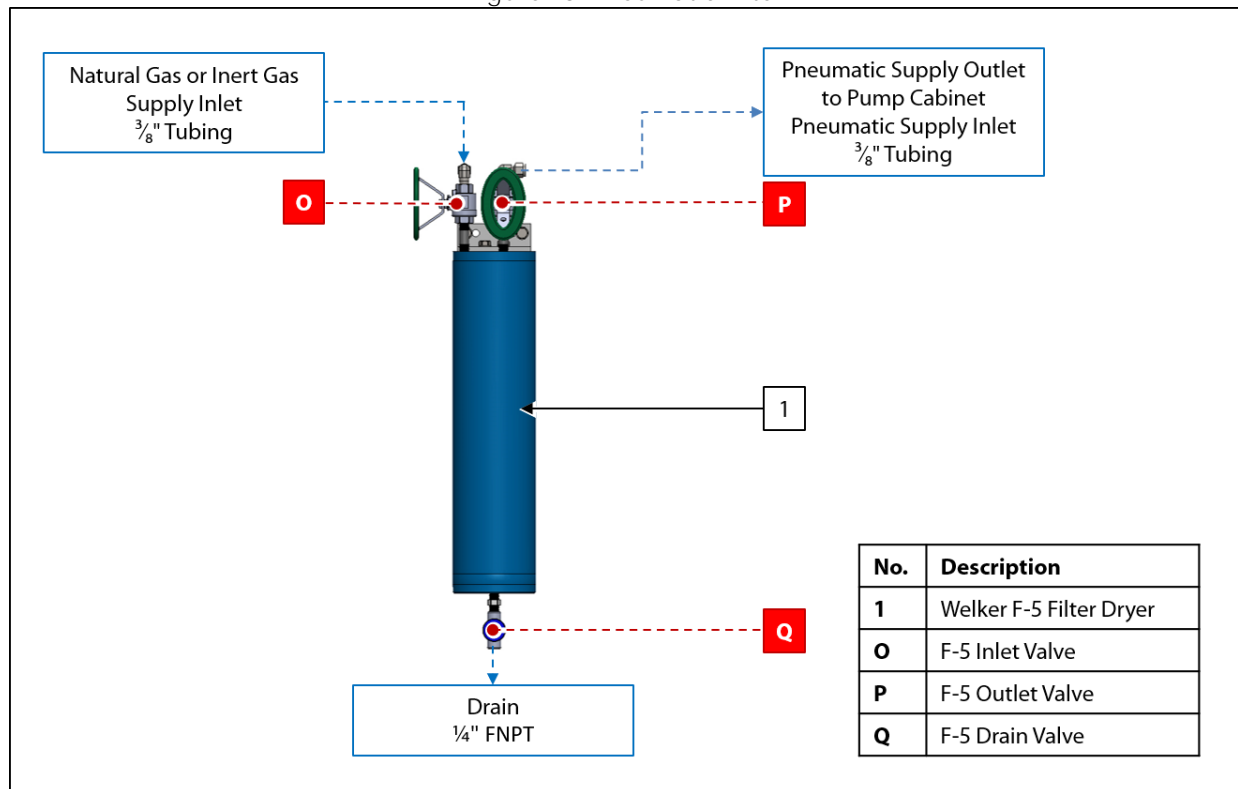 Natural Gas or Inert Gas
Supply Inlet
⅜" Tubing
Pneumatic Supply Outlet
to Pump Cabinet
Pneumatic Supply Inlet
⅜" Tubing
O
P
1
Q
Drain
¼" FNPT
No. Description
1 Welker F-5 Filter Dryer
O F-5 Inlet Valve
P F-5 Outlet Valve
Q F-5 Drain Valve